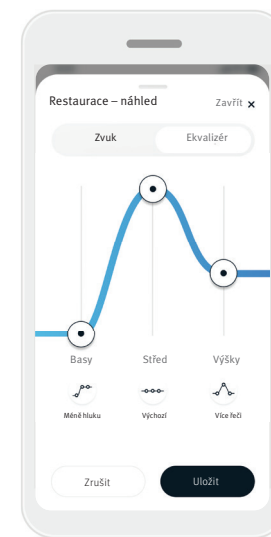 Restaurace – náhled
Zavřít ×
Zvuk
Ekvalizér
Basy
Střed
Výšky
Méně hluku
Výchozí
Více řeči
Zrušit
Uložit